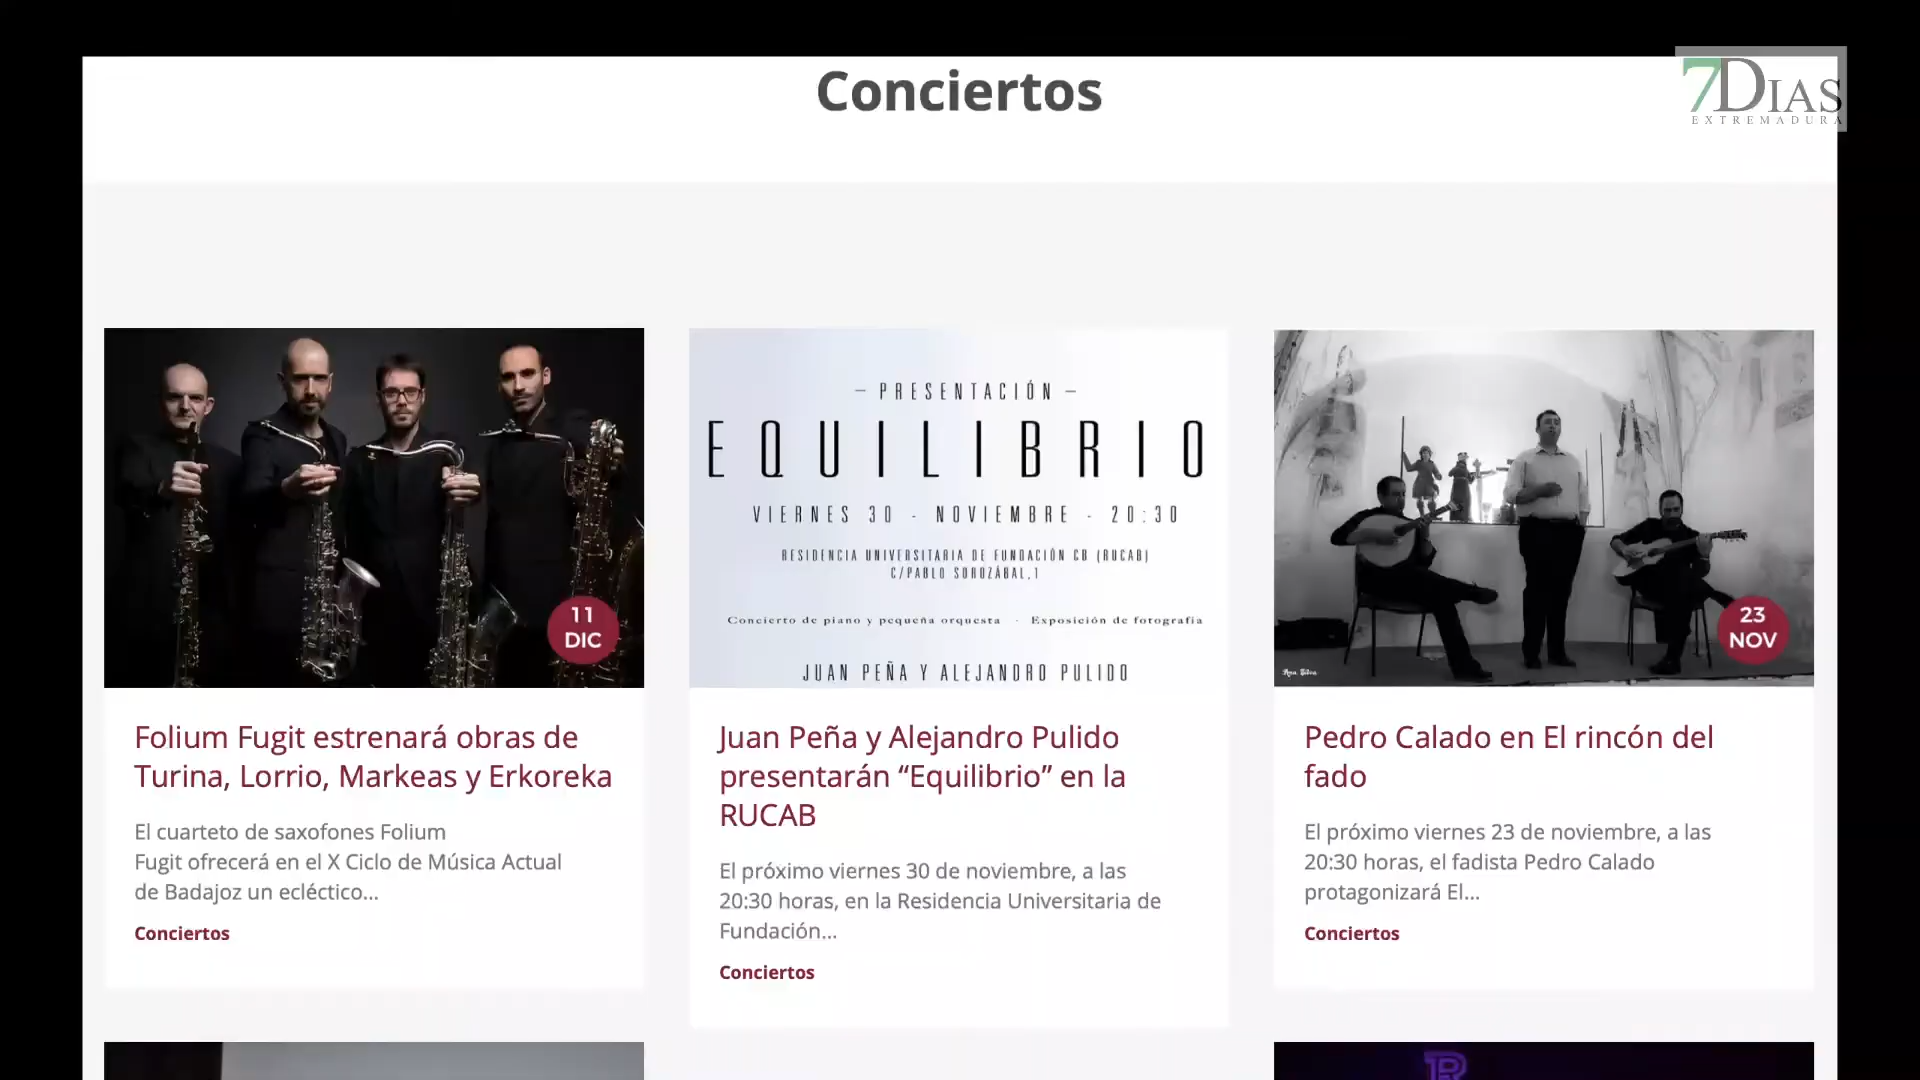 Conciertos
7DIAS
EXTREMADURA
11
DIC
– PRESENTACIÓN –
EQUILIBRIO
VIERNES 30 - NOVIEMBRE - 20:30
RESIDENCIA UNIVERSITARIA DE FUNDACIÓN CB (RUCAB)
C/PABLO SOROZÁBAL,1
Concierto de piano y pequeña orquesta · Exposición de fotografía
JUAN PEÑA Y ALEJANDRO PULIDO
23
NOV
Ana Silva
Folium Fugit estrenará obras de
Turina, Lorrio, Markeas y Erkoreka
El cuarteto de saxofones Folium
Fugit ofrecerá en el X Ciclo de Música Actual
de Badajoz un ecléctico...
Conciertos
Juan Peña y Alejandro Pulido
presentarán “Equilibrio” en la
RUCAB
El próximo viernes 30 de noviembre, a las
20:30 horas, en la Residencia Universitaria de
Fundación...
Conciertos
Pedro Calado en El rincón del
fado
El próximo viernes 23 de noviembre, a las
20:30 horas, el fadista Pedro Calado
protagonizará El...
Conciertos